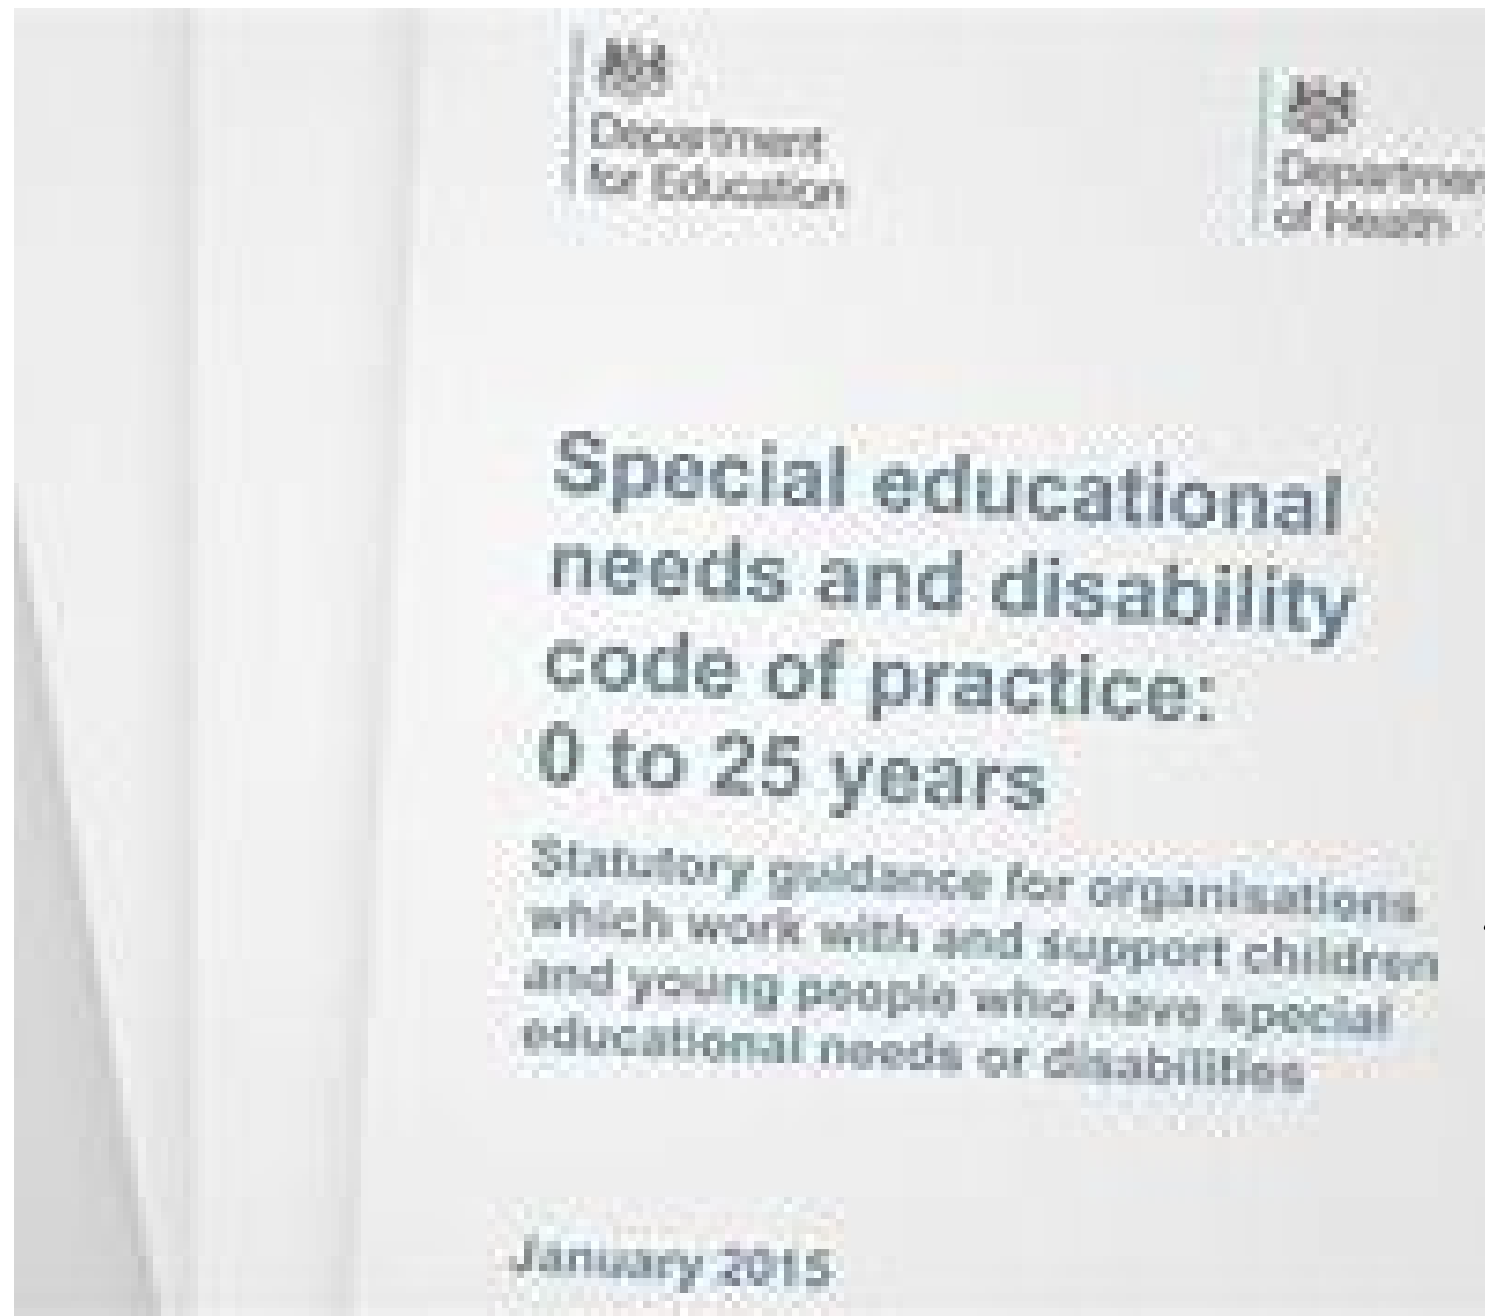 Department
for Education
Departmen
of Health
Special educational
needs and disability
code of practice:
0 to 25 years
Statutory guidance for organisations
which work with and support children
and young people who have special
educational needs or disabilities
January 2015